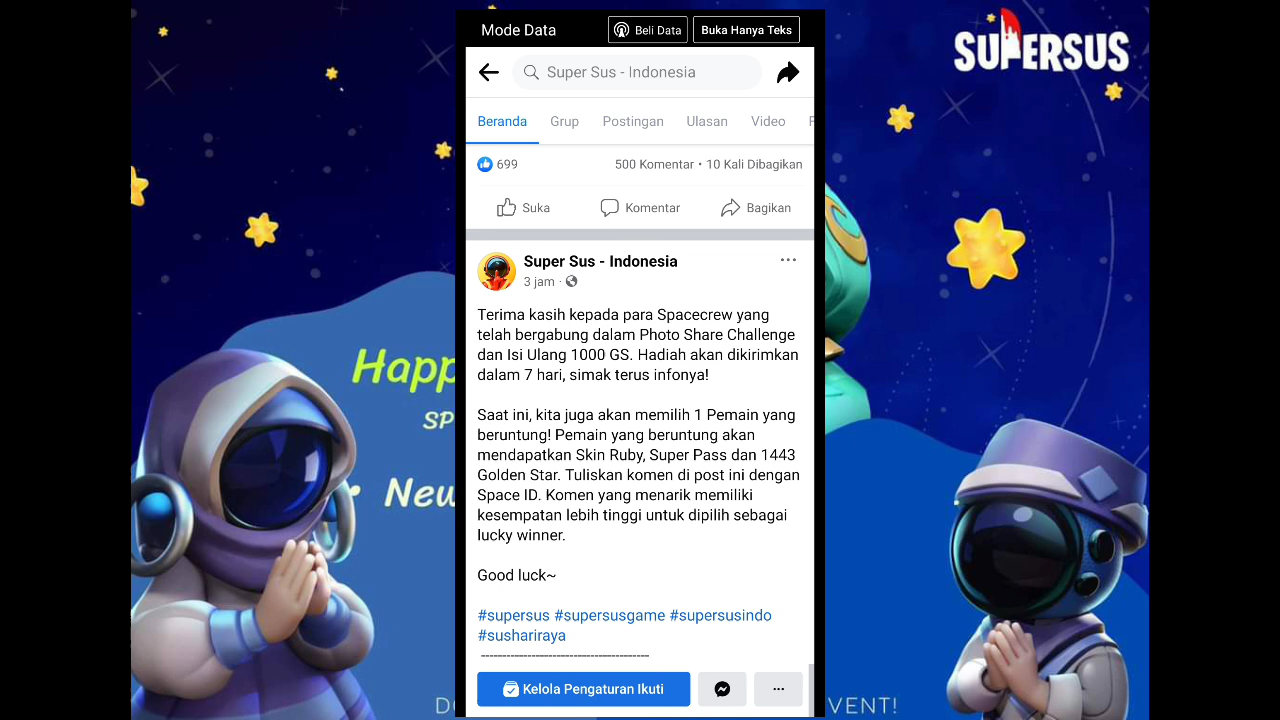 Mode Data
Beli Data
Buka Hanya Teks
SUPERSUS
Super Sus - Indonesia
Beranda
Grup
Postingan
Ulasan
Video
699
500 Komentar • 10 Kali Dibagikan
Suka
Komentar
Bagikan
Super Sus - Indonesia
3 jam ·
Terima kasih kepada para Spacecrew yang
telah bergabung dalam Photo Share Challenge
dan Isi Ulang 1000 GS. Hadiah akan dikirimkan
dalam 7 hari, simak terus infonya!
Saat ini, kita juga akan memilih 1 Pemain yang
beruntung! Pemain yang beruntung akan
mendapatkan Skin Ruby, Super Pass dan 1443
Golden Star. Tuliskan komen di post ini dengan
Space ID. Komen yang menarik memiliki
kesempatan lebih tinggi untuk dipilih sebagai
lucky winner.
Good luck~
#supersus #supersusgame #supersusindo
#sushariraya
----------------------------------------
Kelola Pengaturan Ikuti
Happ
SP
New
DO
VENT!